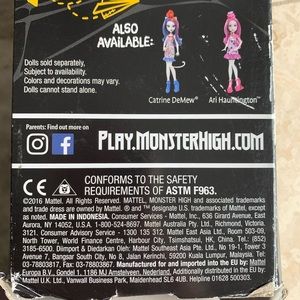 ALSO
AVAILABLE:
Dolls sold separately.
Subject to availability.
Colors and decorations may vary.
Dolls cannot stand alone.
Catrine DeMew®
Ari Hauntington™
Parents: Find out more on
PLAY.MONSTERHIGH.COM
CE
CONFORMS TO THE SAFETY
REQUIREMENTS OF ASTM F963.
©2016 Mattel. All Rights Reserved. MATTEL, MONSTER HIGH and associated trademarks
and trade dress are owned by Mattel. ® and ™ designate U.S. trademarks of Mattel, except
as noted. MADE IN INDONESIA. Consumer Services - Mattel, Inc., 636 Girard Avenue, East
Aurora, NY 14052, U.S.A. 1-800-524-8697. Mattel Australia Pty. Ltd., Richmond, Victoria,
3121. Consumer Advisory Service - 1300 135 312. Mattel East Asia Ltd., Room 503-09,
North Tower, World Finance Centre, Harbour City, Tsimshatsui, HK, China. Tel.: (852)
3185-6500. Diimport & Diedarkan Oleh: Mattel Southeast Asia Pte. Ltd., No 19-1, Tower 3
Avenue 7, Bangsar South City, No 8, Jalan Kerinchi, 59200 Kuala Lumpur, Malaysia. Tel:
03-78803817, Fax: 03-78803867. Manufactured for and imported into the EU by: Mattel
Europa B.V., Gondel 1, 1186 MJ Amstelveen, Nederland. Distributed in the EU by:
Mattel U.K. Ltd., Vanwall Business Park, Maidenhead SL6 4UB. Helpline 01628 500303.